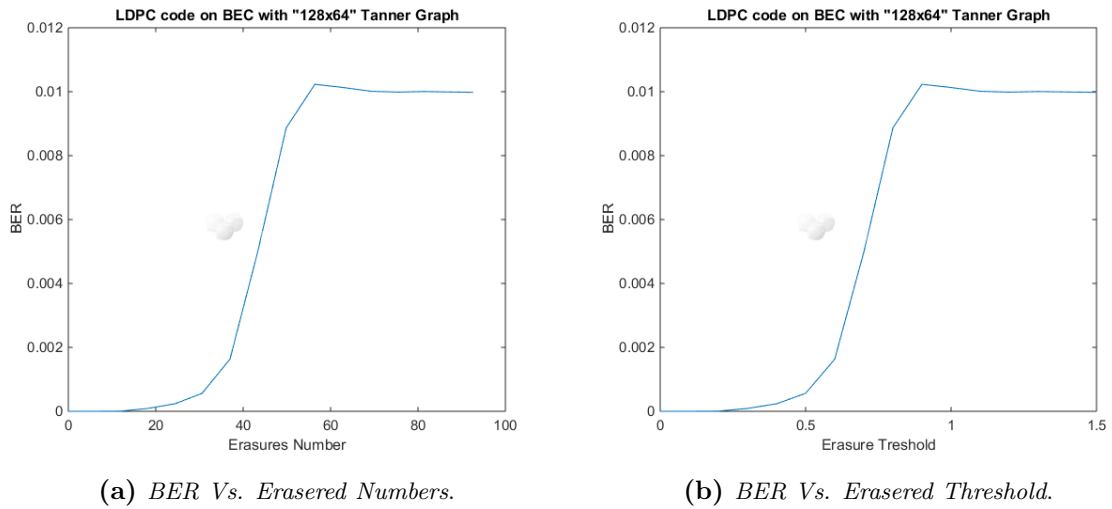 LDPC code on BEC with "128x64" Tanner Graph
0.012
0.01
0.008
0.006
0.004
0.002
0
BER
0 20 40 60 80 100
Erasures Number
(a) BER Vs. Erasered Numbers.
LDPC code on BEC with "128x64" Tanner Graph
0.012
0.01
0.008
0.006
0.004
0.002
0
BER
0 0.5 1 1.5
Erasure Treshold
(b) BER Vs. Erasered Threshold.